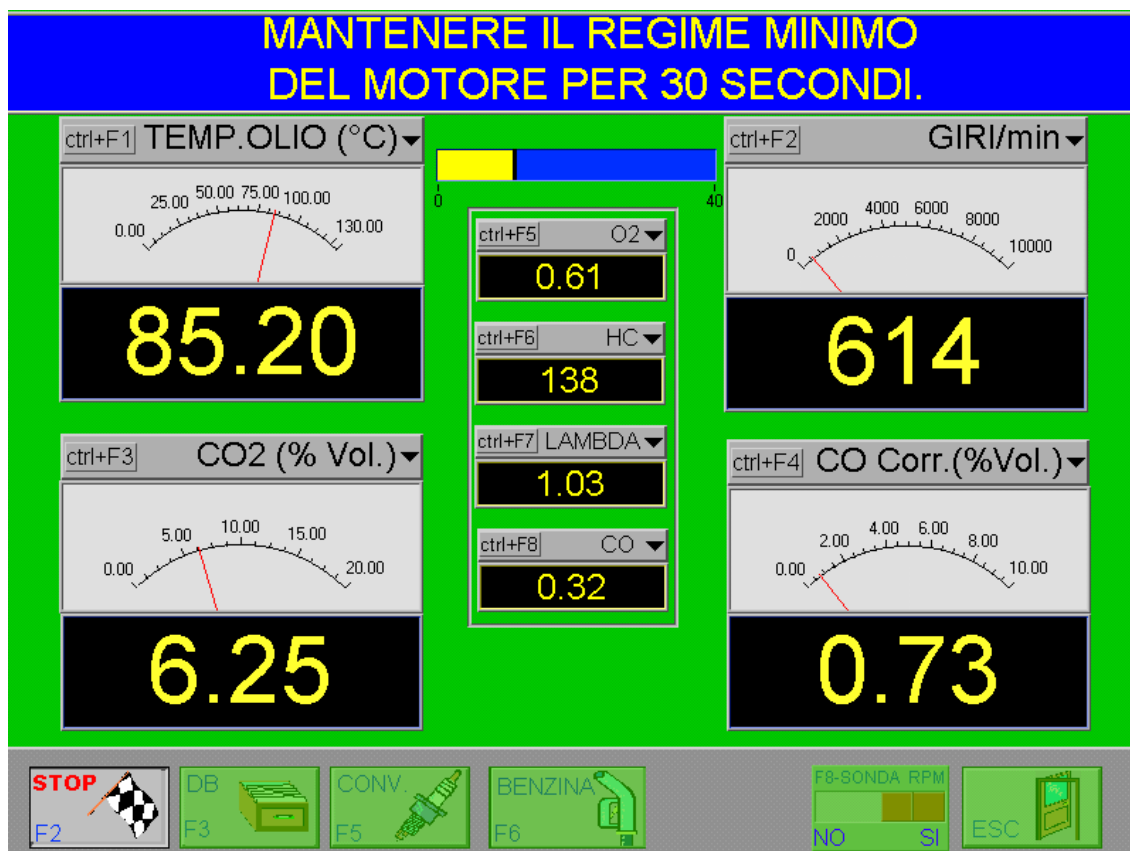 MANTENERE IL REGIME MINIMO
DEL MOTORE PER 30 SECONDI.
ctrl+F1 TEMP.OLIO (°C)
0.00 25.00 50.00 75.00 100.00 130.00
85.20
0 40
ctrl+F2 GIRI/min
0 2000 4000 6000 8000 10000
614
ctrl+F5 O2
0.61
ctrl+F6 HC
138
ctrl+F7 LAMBDA
1.03
ctrl+F8 CO
0.32
ctrl+F3 CO2 (% Vol.)
0.00 5.00 10.00 15.00 20.00
6.25
ctrl+F4 CO Corr.(%Vol.)
0.00 2.00 4.00 6.00 8.00 10.00
0.73
STOP
F2
DB
F3
CONV.
F5
BENZINA
F6
F8-SONDA RPM
NO SI
ESC